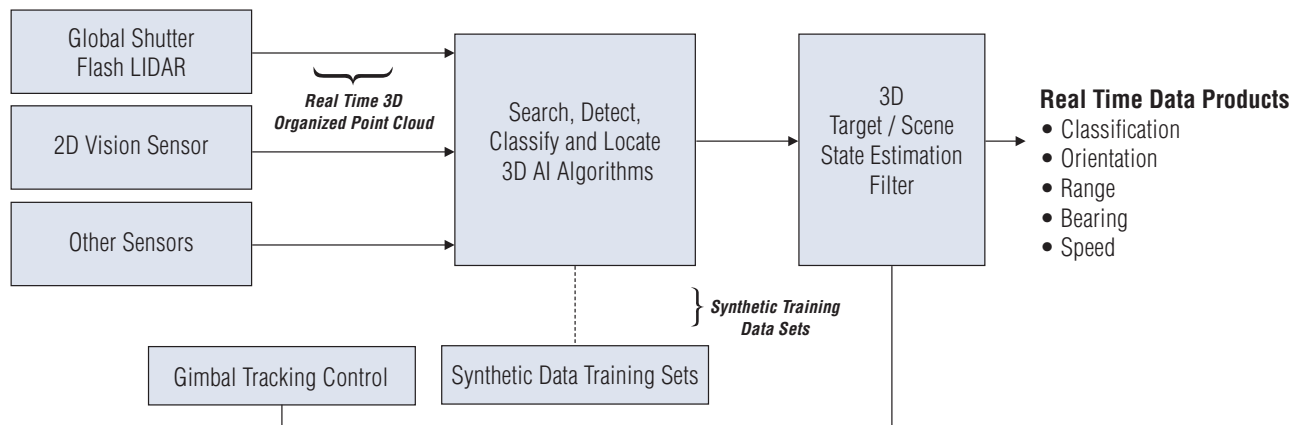 Global Shutter
Flash LIDAR
Real Time 3D
Organized Point Cloud
2D Vision Sensor
Other Sensors
Search, Detect,
Classify and Locate
3D AI Algorithms
3D
Target / Scene
State Estimation
Filter
Real Time Data Products
• Classification
• Orientation
• Range
• Bearing
• Speed
Synthetic Training
Data Sets
Gimbal Tracking Control
Synthetic Data Training Sets